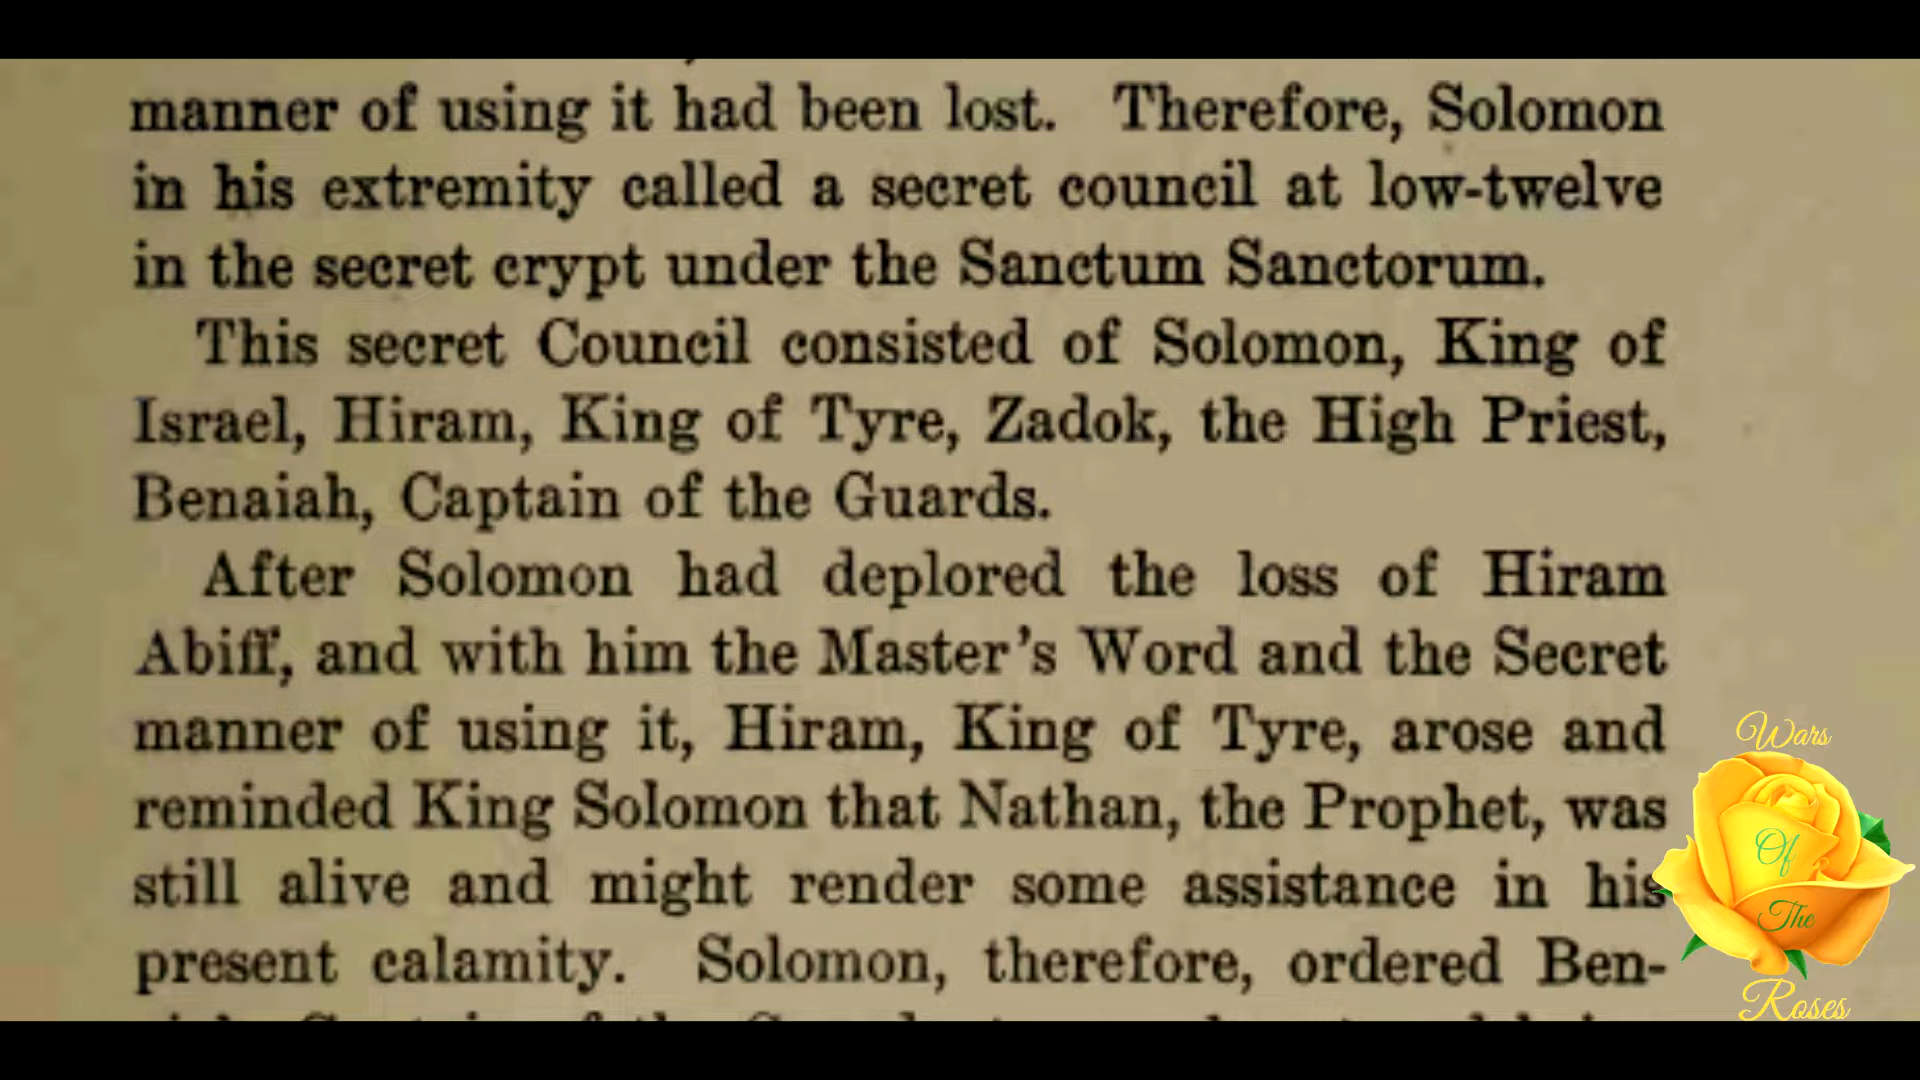 manner of using it had been lost. Therefore, Solomon
in his extremity called a secret council at low-twelve
in the secret crypt under the Sanctum Sanctorum.
This secret Council consisted of Solomon, King of
Israel, Hiram, King of Tyre, Zadok, the High Priest,
Benaiah, Captain of the Guards.
After Solomon had deplored the loss of Hiram
Abiff, and with him the Master's Word and the Secret
manner of using it, Hiram, King of Tyre, arose and
reminded King Solomon that Nathan, the Prophet, was
still alive and might render some assistance in his
present calamity. Solomon, therefore, ordered Ben-
Wars
Of
The
Roses